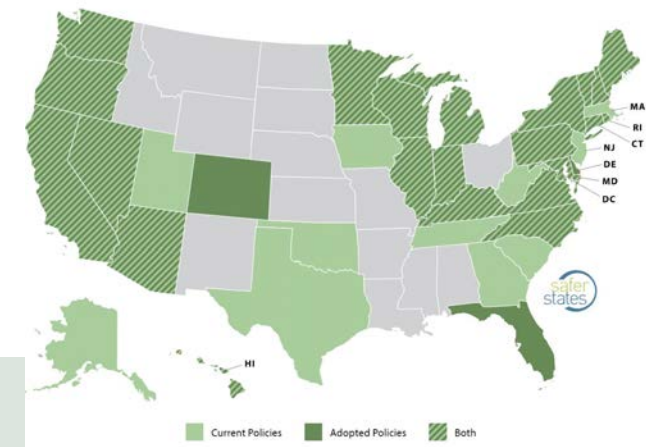 MA
RI
CT
NJ
DE
MD
DC
safer
states
HI
Current Policies
Adopted Policies
Both